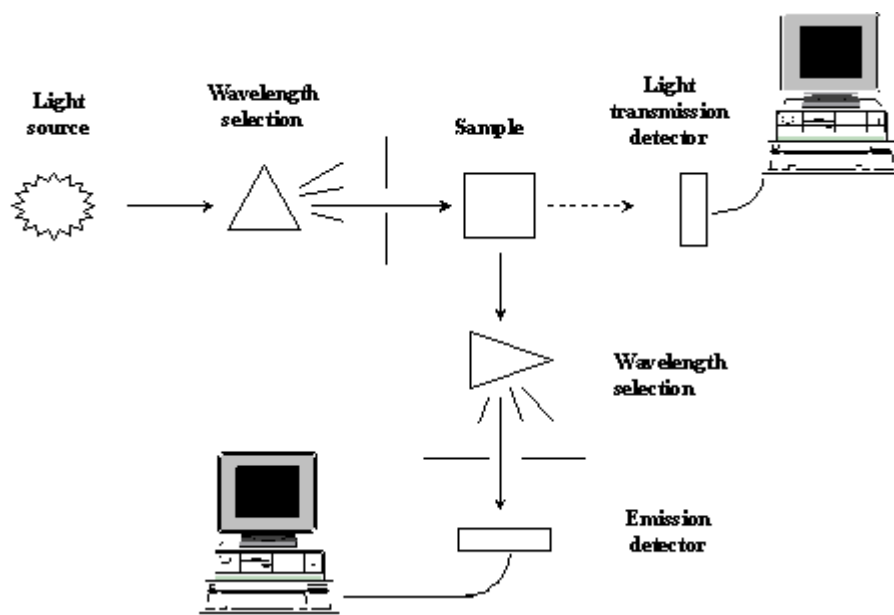 Light
source
Wavelength
selection
Sample
Light
transmission
detector
Wavelength
selection
Emission
detector